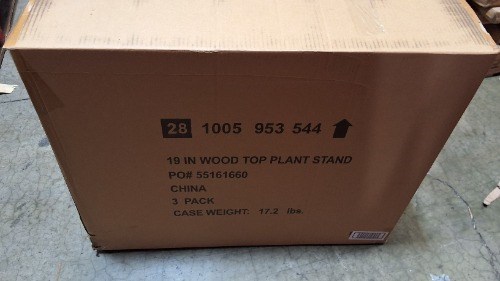 28 1005 953 544
19 IN WOOD TOP PLANT STAND
PO# 55161660
CHINA
3 PACK
CASE WEIGHT: 17.2 lbs.